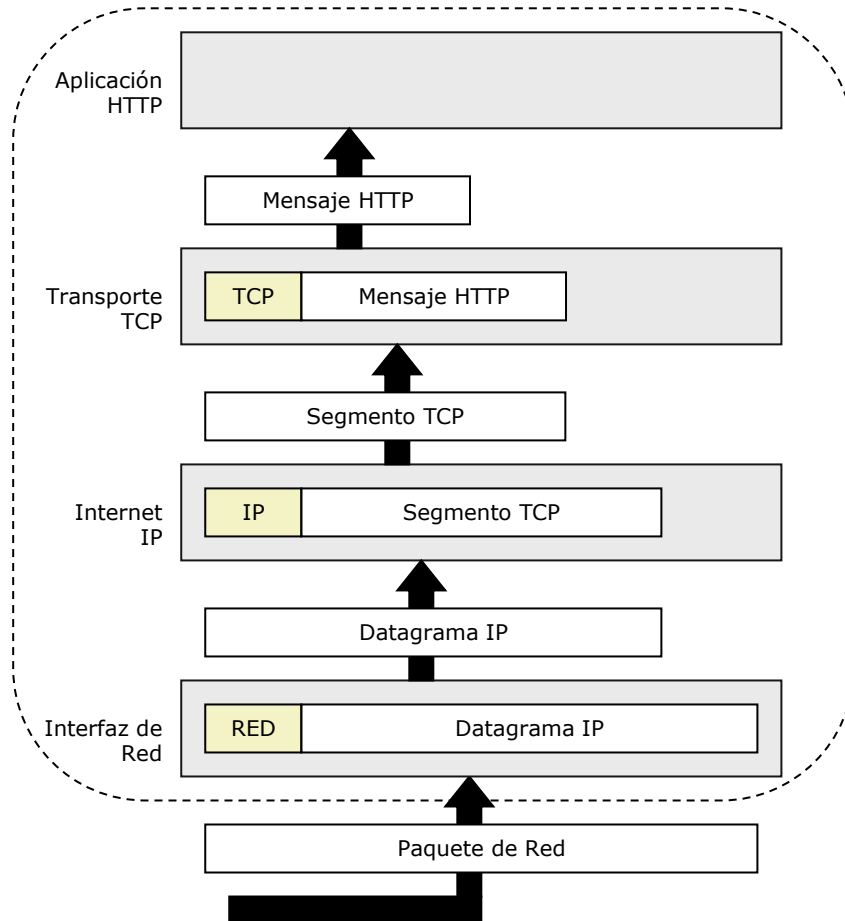 Aplicación
HTTP
Mensaje HTTP
Transporte
TCP
TCP
Mensaje HTTP
Segmento TCP
Internet
IP
IP
Segmento TCP
Datagrama IP
Interfaz de
Red
RED
Datagrama IP
Paquete de Red